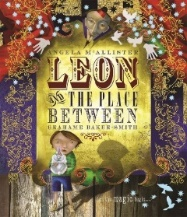 ANGELA McALLISTER
LEON
and THE PLACE
BETWEEN
GRAHAME BAKER-SMITH